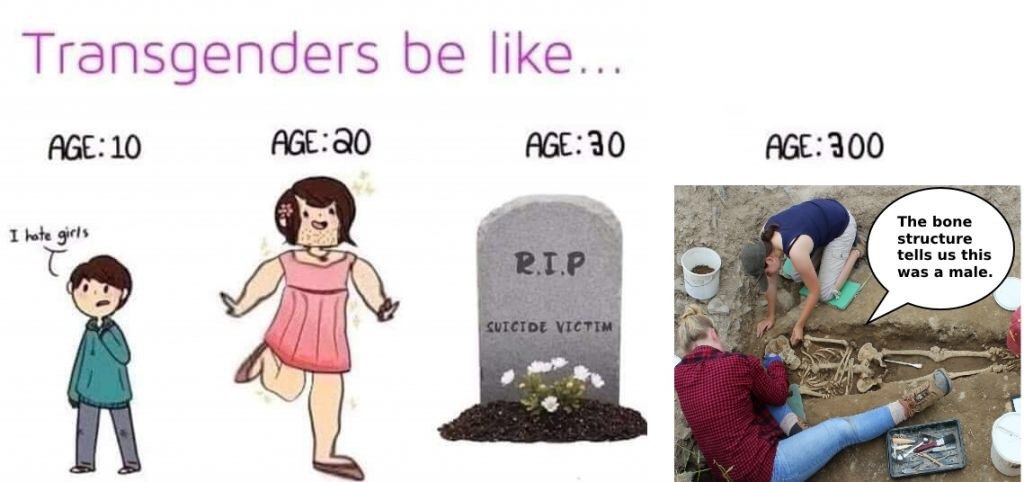 Transgenders be like...
AGE:10
AGE:20
AGE:30
AGE:300
I hate girls
R.I.P
SUICIDE VICTIM
The bone
structure
tells us this
was a male.